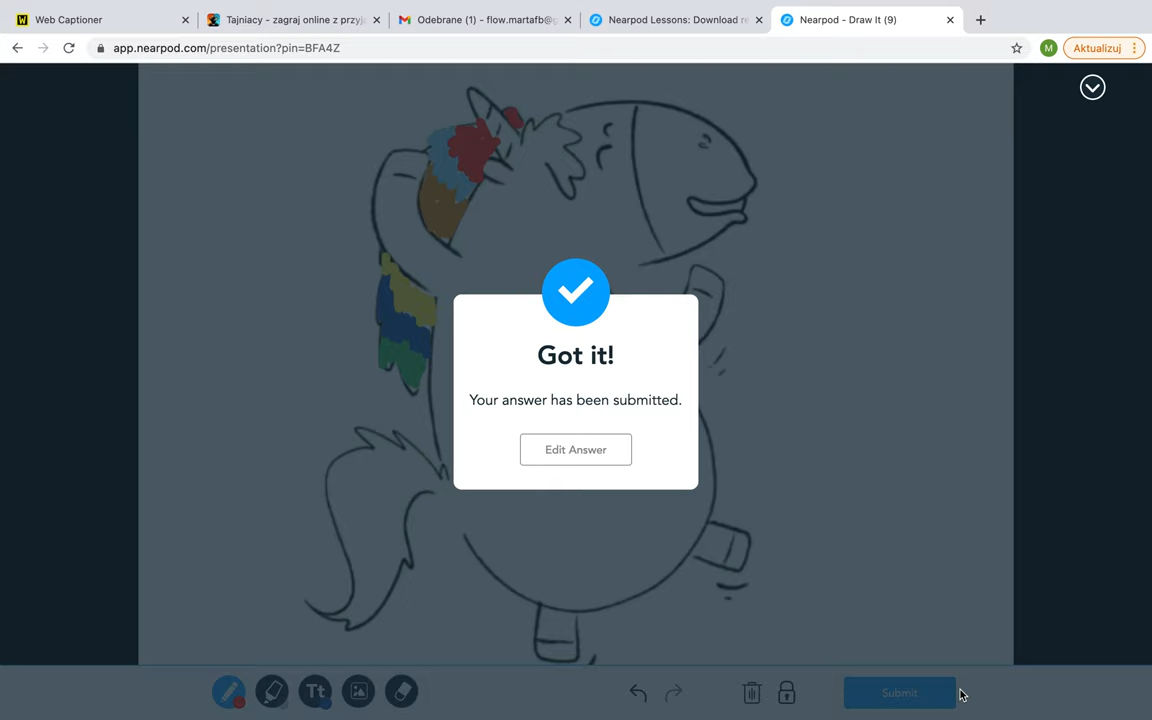 Web Captioner
Tajniacy - zagraj online z przyja
Odebrane (1) - flow.martafb@g
Nearpod Lessons: Download re
Nearpod - Draw It (9)
app.nearpod.com/presentation?pin=BFA4Z
M
Aktualizuj
Got it!
Your answer has been submitted.
Edit Answer
Tt
Submit